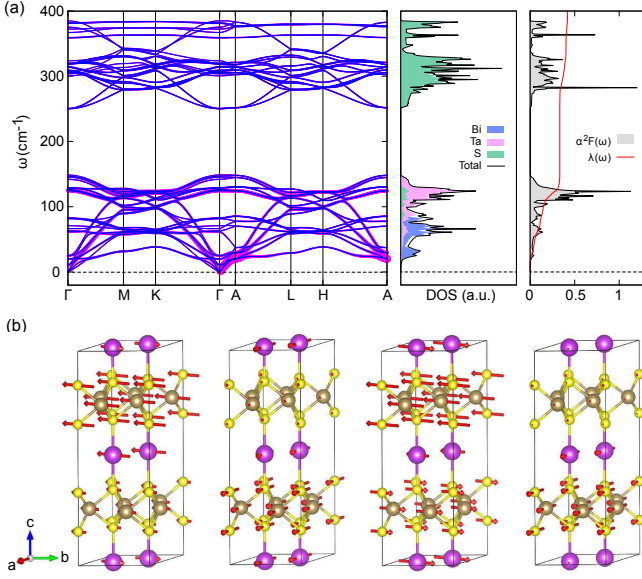 (a)
400
300
200
100
0
ω(cm⁻¹)
Γ M K Γ A L H A
Bi
Ta
S
Total
DOS (a.u.)
α²F(ω)
λ(ω)
0 0.5 1
(b)
c
a b